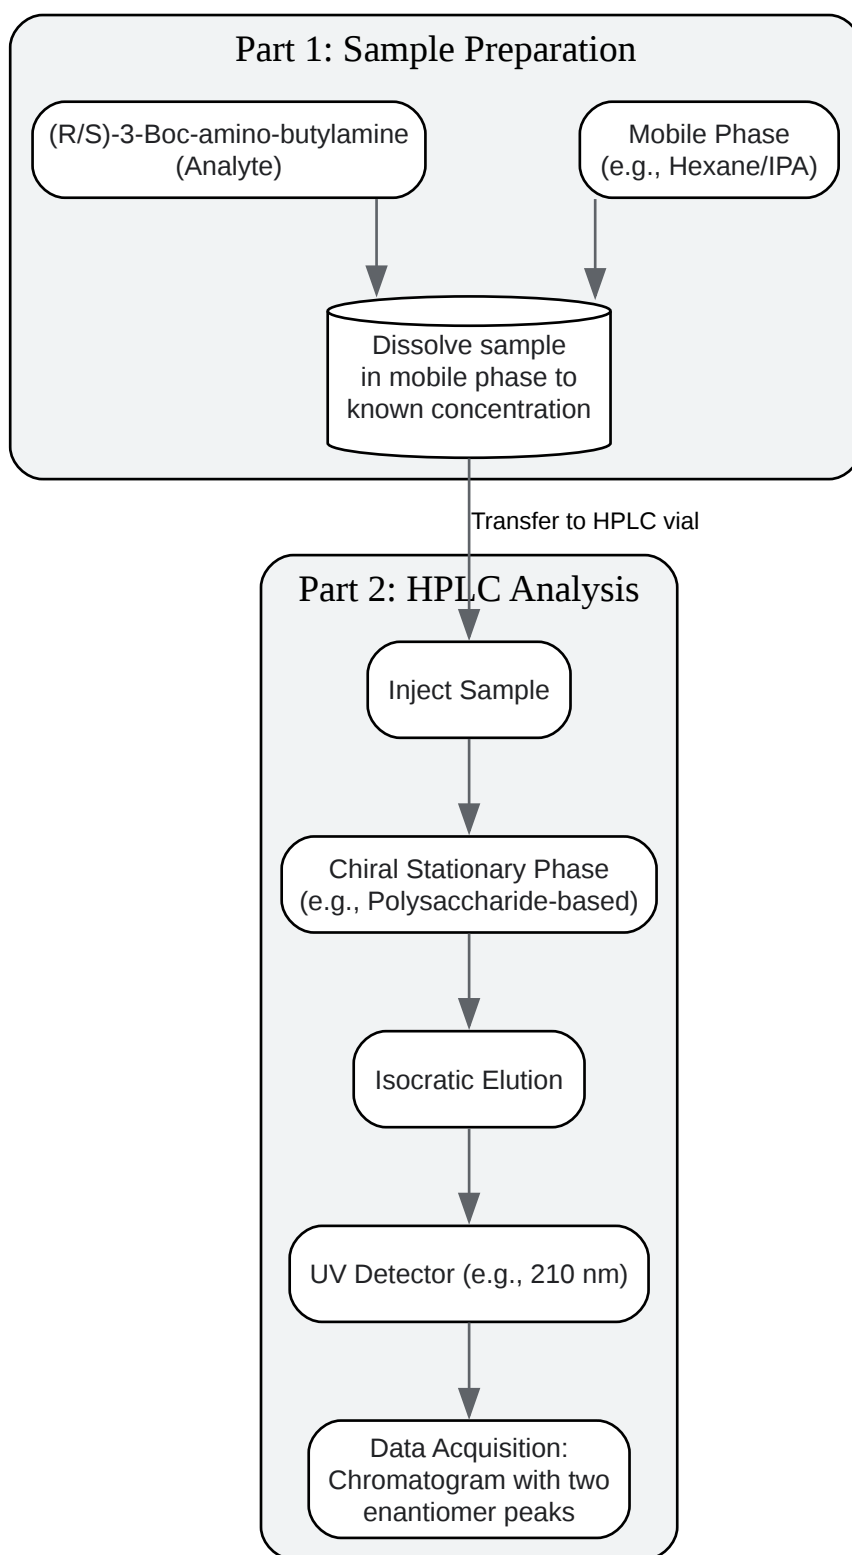 Part 1: Sample Preparation
(R/S)-3-Boc-amino-butylamine
(Analyte)
Mobile Phase
(e.g., Hexane/IPA)
Dissolve sample
in mobile phase to
known concentration
Transfer to HPLC vial
Part 2: HPLC Analysis
Inject Sample
Chiral Stationary Phase
(e.g., Polysaccharide-based)
Isocratic Elution
UV Detector (e.g., 210 nm)
Data Acquisition:
Chromatogram with two
enantiomer peaks